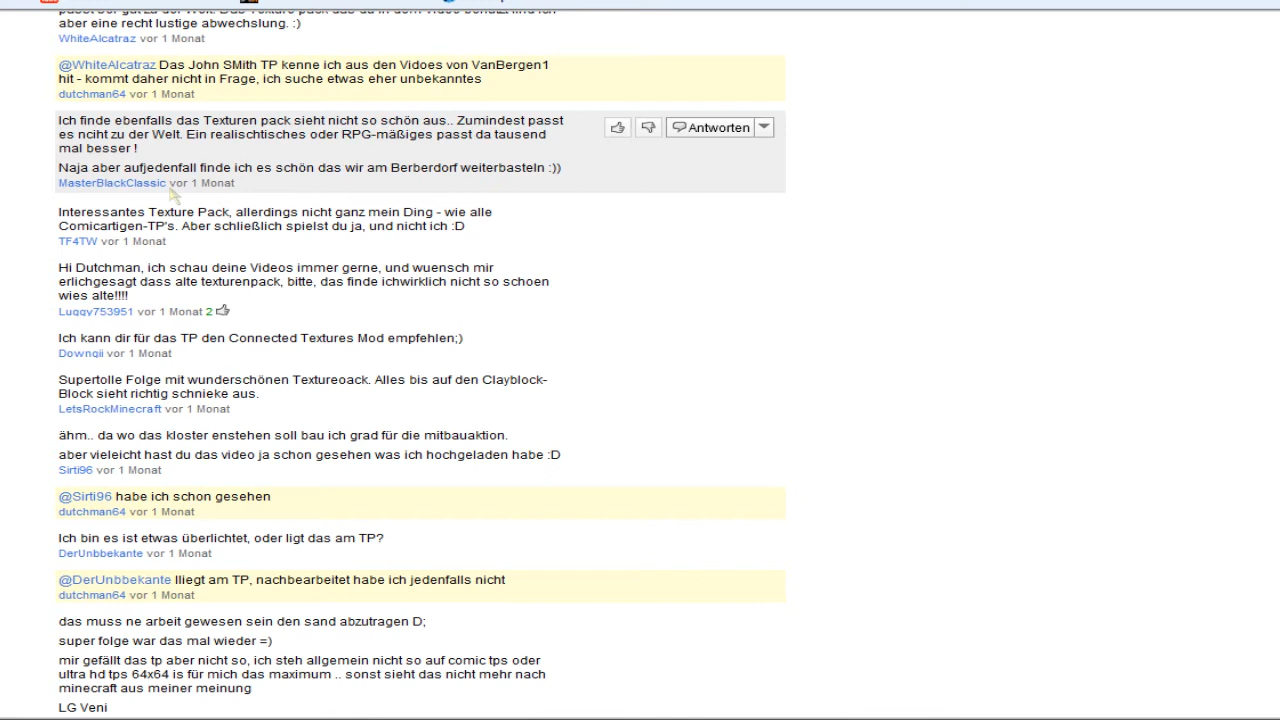 aber eine recht lustige abwechslung. :)
WhiteAlcatraz vor 1 Monat
@WhiteAlcatraz Das John SMith TP kenne ich aus den Vidoes von VanBergen1
hit - kommt daher nicht in Frage, ich suche etwas eher unbekanntes
dutchman64 vor 1 Monat
Ich finde ebenfalls das Texturen pack sieht nicht so schön aus.. Zumindest passt
es nciht zu der Welt. Ein realischtisches oder RPG-mäßiges passt da tausend
mal besser !
Antworten
Naja aber aufjedenfall finde ich es schön das wir am Berberdorf weiterbasteln :))
MasterBlackClassic vor 1 Monat
Interessantes Texture Pack, allerdings nicht ganz mein Ding - wie alle
Comicartigen-TP's. Aber schließlich spielst du ja, und nicht ich :D
TF4TW vor 1 Monat
Hi Dutchman, ich schau deine Videos immer gerne, und wuensch mir
erlichgesagt dass alte texturenpack, bitte, das finde ichwirklich nicht so schoen
wies alte!!!!
Luggy753951 vor 1 Monat 2
Ich kann dir für das TP den Connected Textures Mod empfehlen;)
Downgii vor 1 Monat
Supertolle Folge mit wunderschönen Textureoack. Alles bis auf den Clayblock-
Block sieht richtig schnieke aus.
LetsRockMinecraft vor 1 Monat
ähm.. da wo das kloster enstehen soll bau ich grad für die mitbauaktion.
aber vieleicht hast du das video ja schon gesehen was ich hochgeladen habe :D
Sirti96 vor 1 Monat
@Sirti96 habe ich schon gesehen
dutchman64 vor 1 Monat
Ich bin es ist etwas überlichtet, oder ligt das am TP?
DerUnbbekante vor 1 Monat
@DerUnbbekante lliegt am TP, nachbearbeitet habe ich jedenfalls nicht
dutchman64 vor 1 Monat
das muss ne arbeit gewesen sein den sand abzutragen D;
super folge war das mal wieder =)
mir gefällt das tp aber nicht so, ich steh allgemein nicht so auf comic tps oder
ultra hd tps 64x64 is für mich das maximum .. sonst sieht das nicht mehr nach
minecraft aus meiner meinung
LG Veni